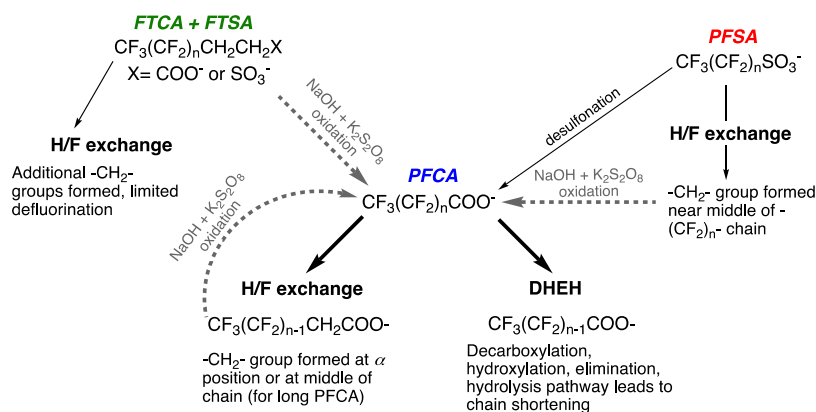 FTCA + FTSA
CF₃(CF₂)ₙCH₂CH₂X
X= COO⁻ or SO₃⁻
H/F exchange
Additional -CH₂-
groups formed, limited
defluorination
NaOH + K₂S₂O₈
oxidation
NaOH + K₂S₂O₈
oxidation
PFCA
CF₃(CF₂)ₙCOO⁻
PFSA
CF₃(CF₂)ₙSO₃⁻
desulfonation
H/F exchange
NaOH + K₂S₂O₈
oxidation
-CH₂- group formed
near middle of -
(CF₂)ₙ- chain
H/F exchange
CF₃(CF₂)ₙ₋₁CH₂COO-
-CH₂- group formed at α
position or at middle of
chain (for long PFCA)
DHEH
CF₃(CF₂)ₙ₋₁COO-
Decarboxylation,
hydroxylation, elimination,
hydrolysis pathway leads to
chain shortening